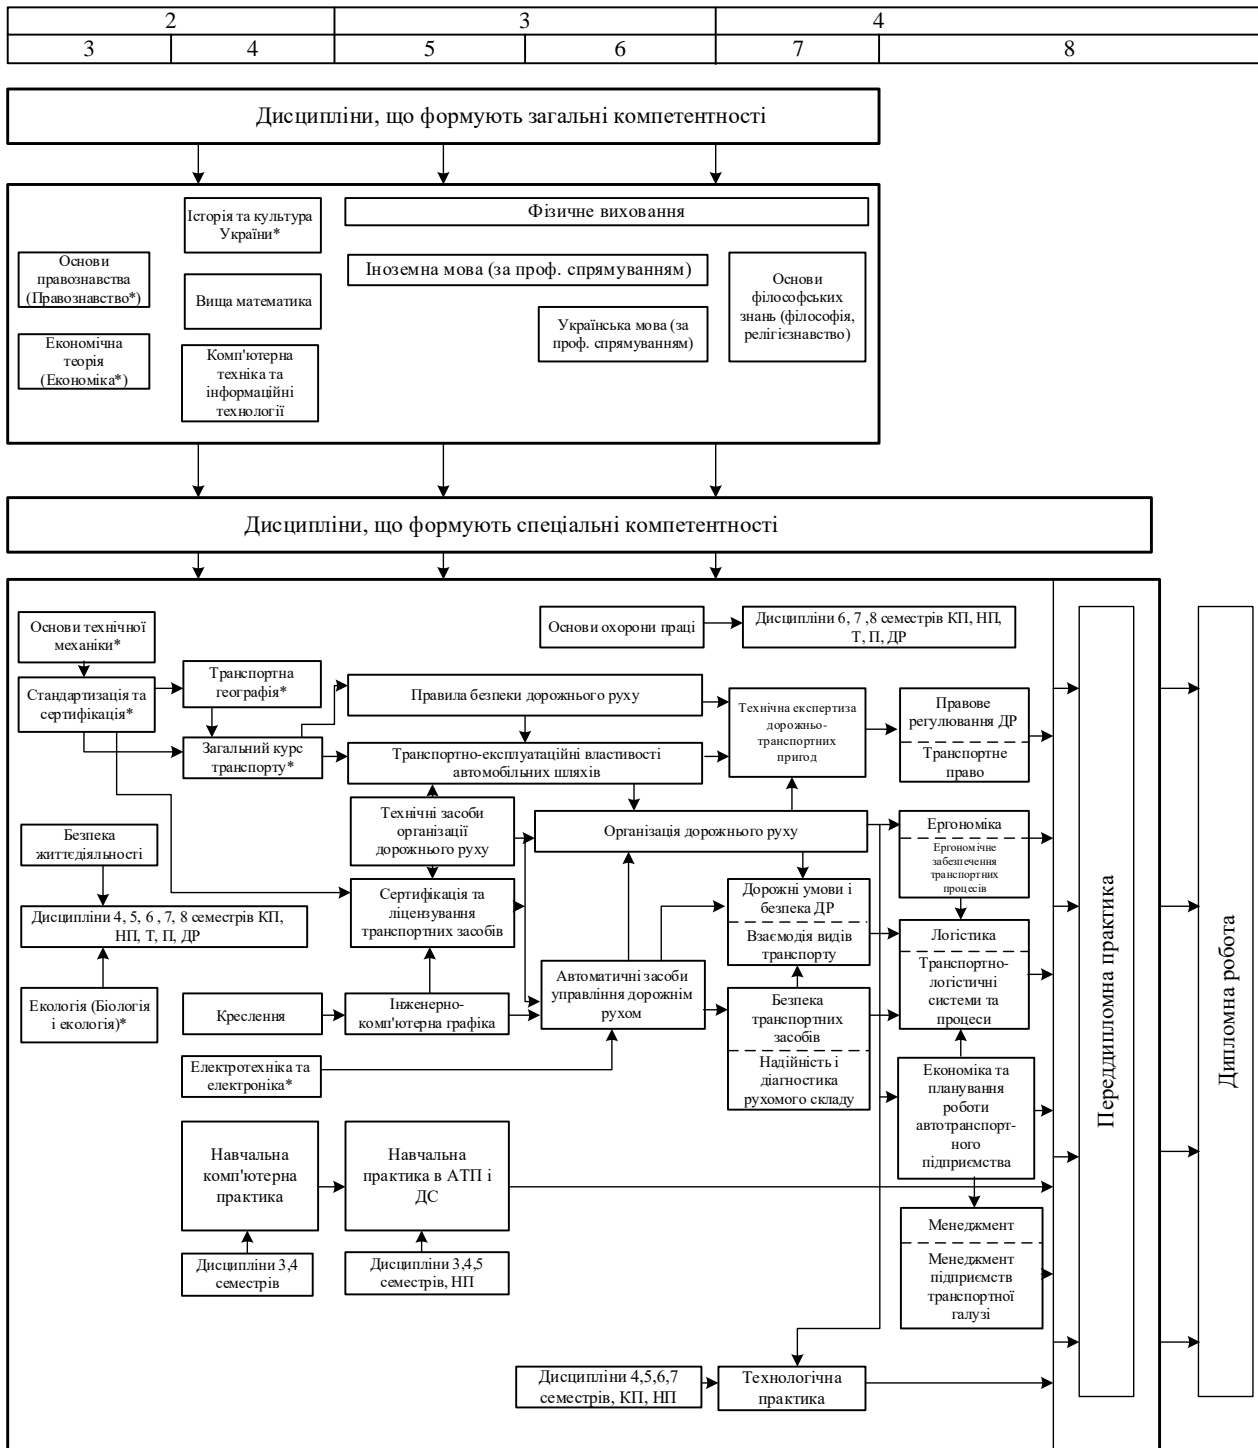 2
3
4
3
4
5
6
7
8
Дисципліни, що формують загальні компетентності
Історія та культура
України*
Фізичне виховання
Основи
правознавства
(Правознавство*)
Іноземна мова (за проф. спрямуванням)
Основи
філософських
знань (філософія,
релігієзнавство)
Вища математика
Українська мова (за
проф. спрямуванням)
Економічна
теорія
(Економіка*)
Комп'ютерна
техніка та
інформаційні
технології
Дисципліни, що формують спеціальні компетентності
Основи технічної
механіки*
Основи охорони праці
Дисципліни 6, 7 ,8 семестрів КП, НП,
Т, П, ДР
Стандартизація та
сертифікація*
Транспортна
географія*
Правила безпеки дорожнього руху
Технічна експертиза
дорожньо-
транспортних
пригод
Правове
регулювання ДР
Транспортне
право
Загальний курс
транспорту*
Транспортно-експлуатаційні властивості
автомобільних шляхів
Технічні засоби
організації
дорожнього руху
Організація дорожнього руху
Ергономіка
Ергономічне
забезпечення
транспортних
процесів
Безпека
життєдіяльності
Сертифікація та
ліцензування
транспортних засобів
Дорожні умови і
безпека ДР
Взаємодія видів
транспорту
Дисципліни 4, 5, 6 , 7, 8 семестрів КП,
НП, Т, П, ДР
Логістика
Транспортно-
логістичні
системи та
процеси
Екологія (Біологія
і екологія)*
Креслення
Інженерно-
комп'ютерна графіка
Автоматичні засоби
управління дорожнім
рухом
Безпека
транспортних
засобів
Надійність і
діагностика
рухомого складу
Електротехніка та
електроніка*
Економіка та
планування
роботи
автотранспорт-
ного
підприємства
Навчальна
комп'ютерна
практика
Навчальна
практика в АТП і
ДС
Менеджмент
Менеджмент
підприємств
транспортної
галузі
Дисципліни 3,4
семестрів
Дисципліни 3,4,5
семестрів, НП
Дисципліни 4,5,6,7
семестрів, КП, НП
Технологічна
практика
Переддипломна практика
Дипломна робота